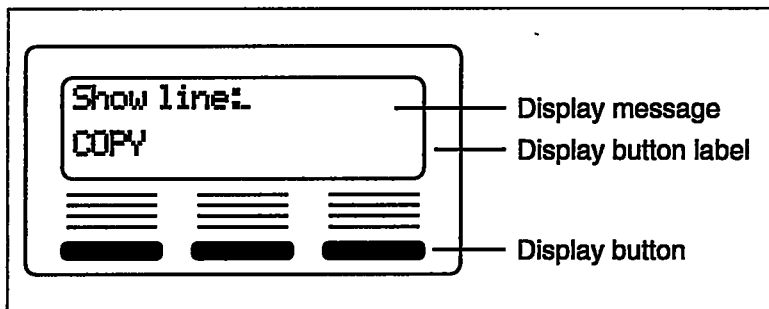 Show line:_
COPY
Display message
Display button label
Display button